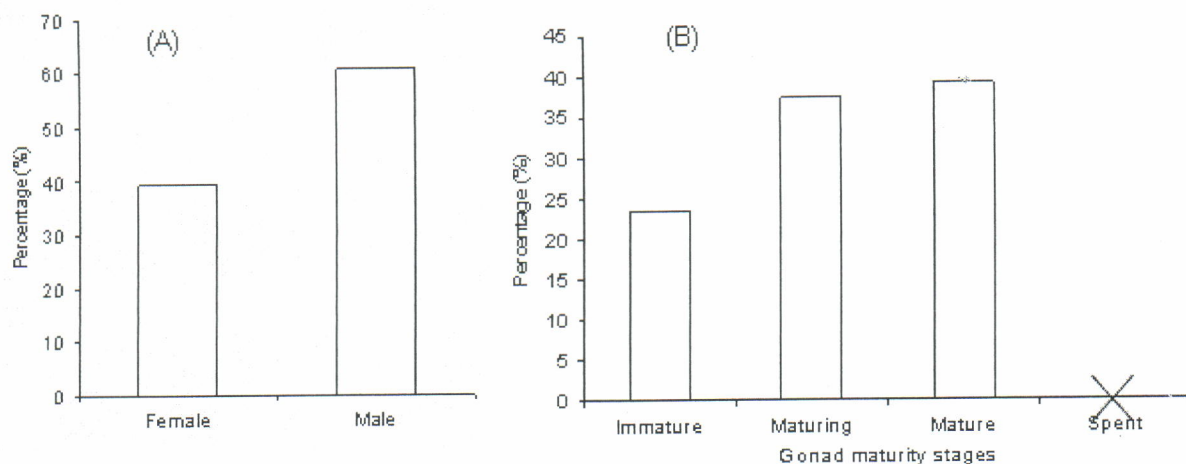 (A)
Percentage (%)
70
60
50
40
30
20
10
0
Female Male
(B)
Percentage (%)
45
40
35
30
25
20
15
10
5
0
Immature Maturing Mature Spent
Gonad maturity stages